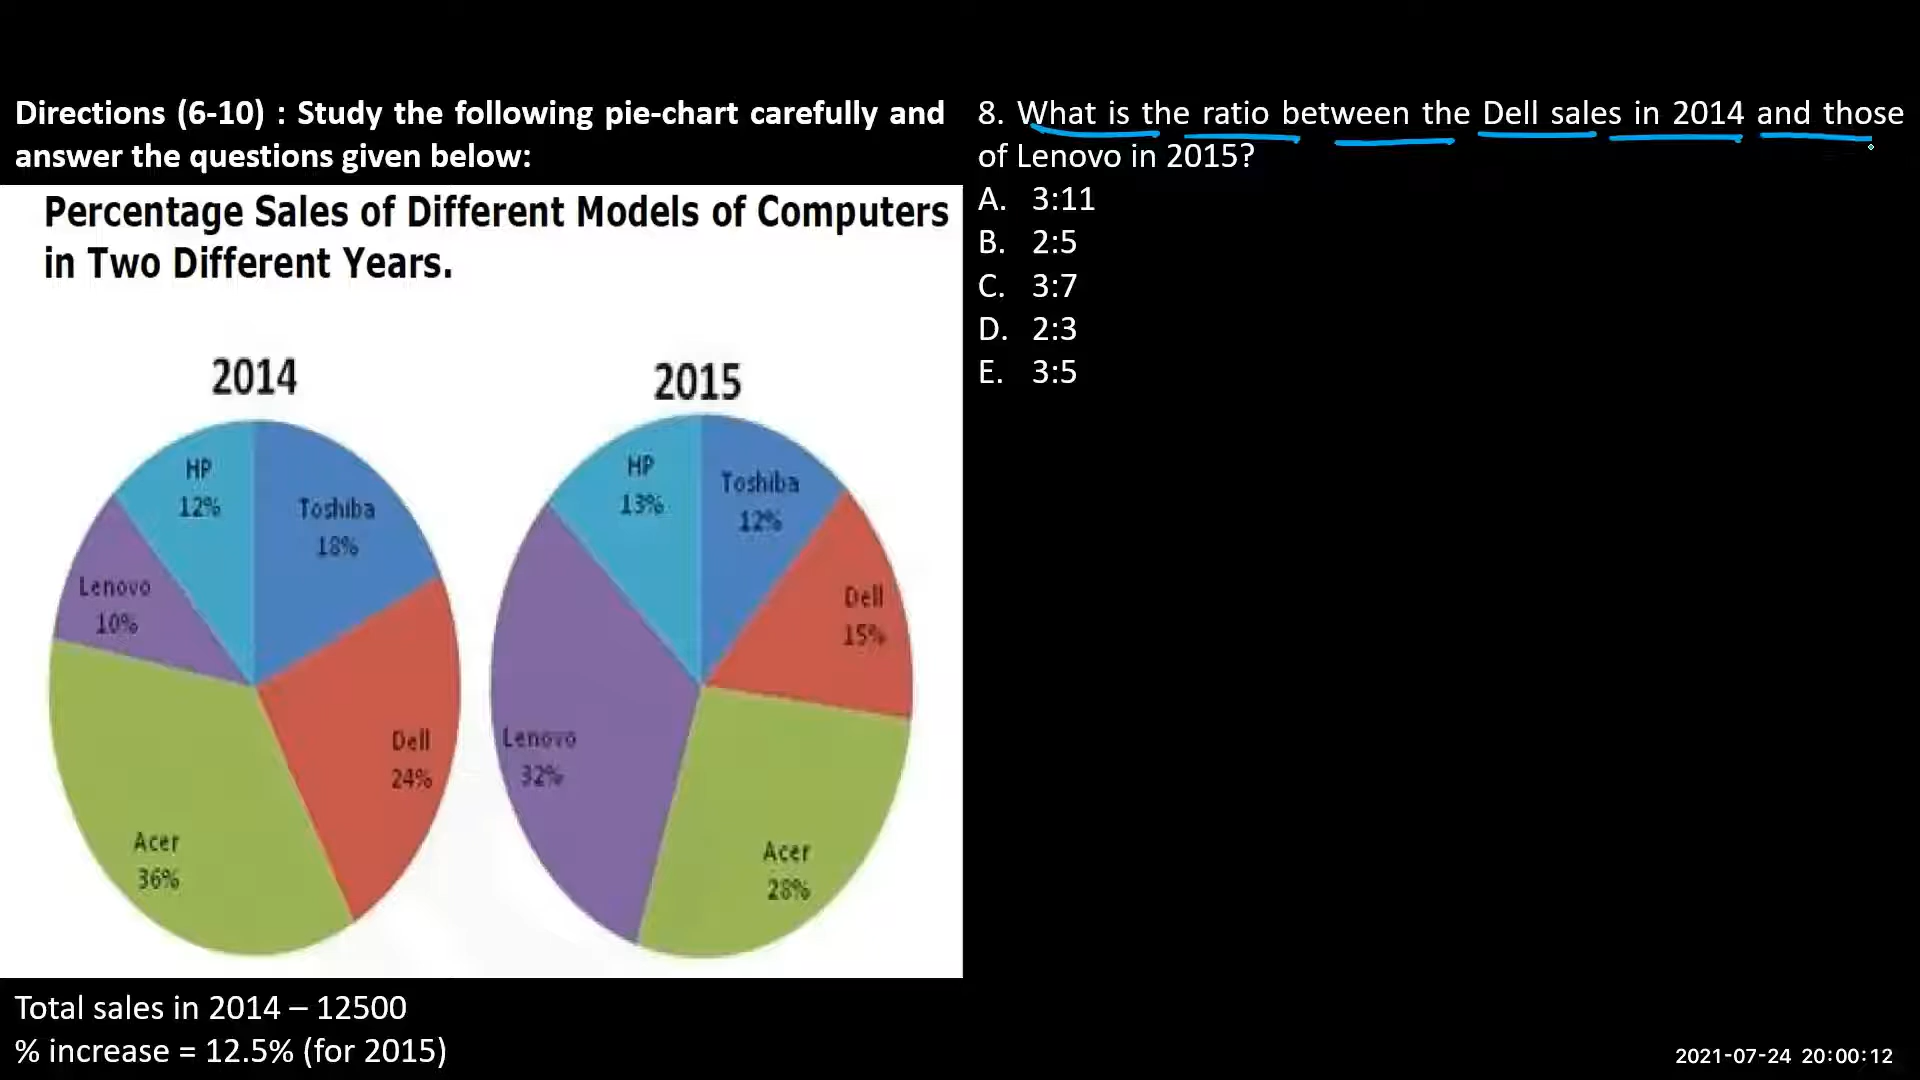 Directions (6-10) : Study the following pie-chart carefully and
answer the questions given below:
Percentage Sales of Different Models of Computers
in Two Different Years.
2014
HP
12%
Toshiba
18%
Lenovo
10%
Dell
24%
Acer
36%
2015
HP
13%
Toshiba
12%
Dell
15%
Lenovo
32%
Acer
28%
Total sales in 2014 – 12500
% increase = 12.5% (for 2015)
8. What is the ratio between the Dell sales in 2014 and those
of Lenovo in 2015?
A. 3:11
B. 2:5
C. 3:7
D. 2:3
E. 3:5
2021-07-24 20:00:12